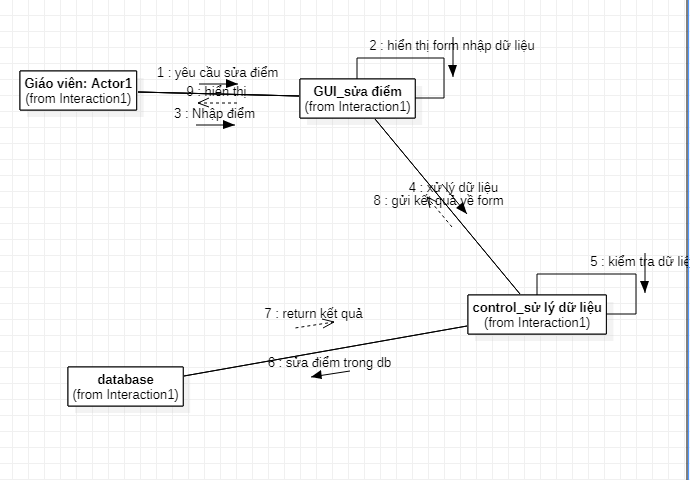 2 : hiển thị form nhập dữ liệu
1 : yêu cầu sửa điểm
Giáo viên: Actor1
(from Interaction1)
9 : hiển thị
GUI_sửa điểm
(from Interaction1)
3 : Nhập điểm
4 : xử lý dữ liệu
8 : gửi kết quả về form
5 : kiểm tra dữ
control_sử lý dữ liệu
(from Interaction1)
7 : return kết quả
6 : sửa điểm trong db
database
(from Interaction1)